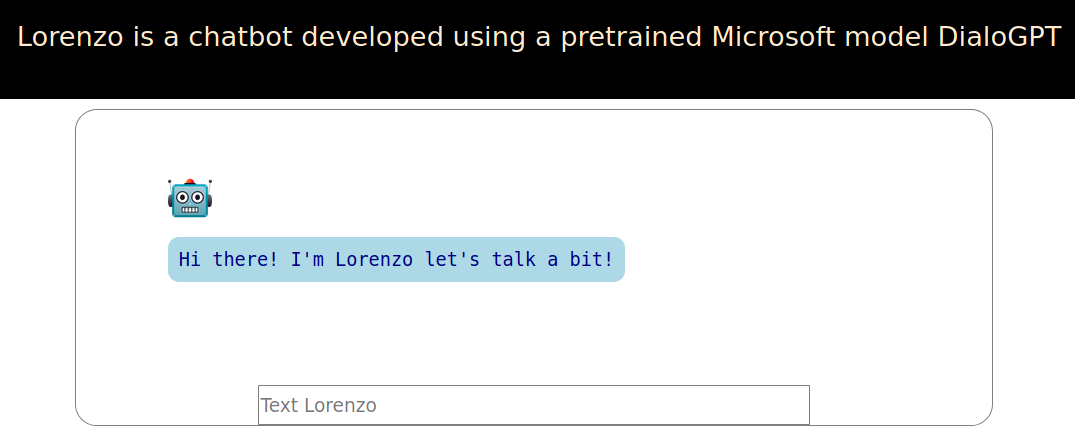 Lorenzo is a chatbot developed using a pretrained Microsoft model DialoGPT
Hi there! I'm Lorenzo let's talk a bit!
Text Lorenzo